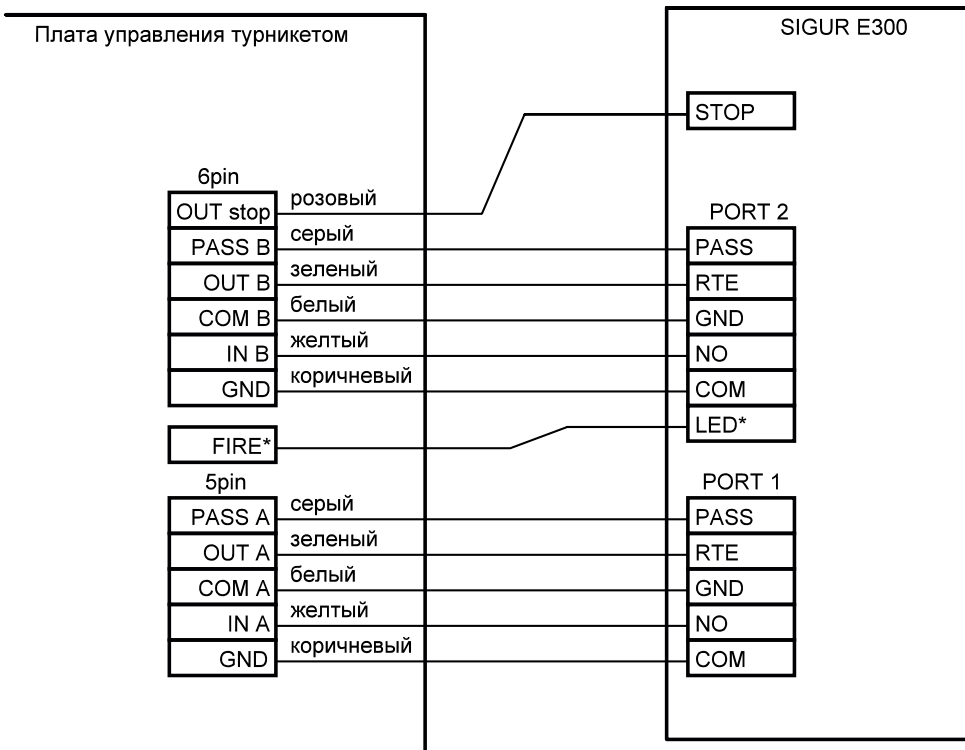 Плата управления турникетом
SIGUR E300
STOP
6pin
OUT stop розовый
PORT 2
PASS B серый PASS
OUT B зеленый RTE
COM B белый GND
IN B желтый NO
GND коричневый COM
FIRE* LED*
5pin
PORT 1
PASS A серый PASS
OUT A зеленый RTE
COM A белый GND
IN A желтый NO
GND коричневый COM